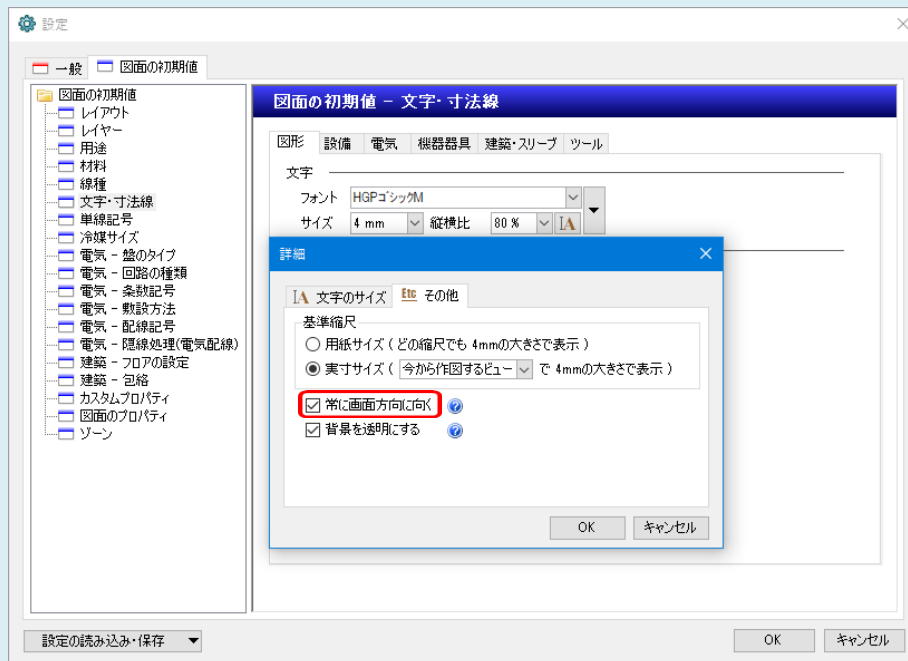 設定
一般 図面の初期値
図面の初期値
レイアウト
レイヤー
用途
材料
線種
文字・寸法線
単線記号
冷媒サイズ
電気 - 盤のタイプ
電気 - 回路の種類
電気 - 条数記号
電気 - 敷設方法
電気 - 配線記号
電気 - 隠線処理(電気配線)
建築 - フロアの設定
建築 - 包絡
カスタムプロパティ
図面のプロパティ
ゾーン
図面の初期値 - 文字・寸法線
図形 設備 電気 機器器具 建築・スリーブ ツール
文字
フォント HGPゴシックM
サイズ 4 mm 縦横比 80 % A
詳細
A 文字のサイズ Etc その他
基準縮尺
用紙サイズ ( どの縮尺でも 4mmの大きさで表示 )
実寸サイズ ( 今から作図するビュー で 4mmの大きさで表示 )
常に画面方向に向く ?
背景を透明にする ?
OK キャンセル
設定の読み込み・保存
OK キャンセル